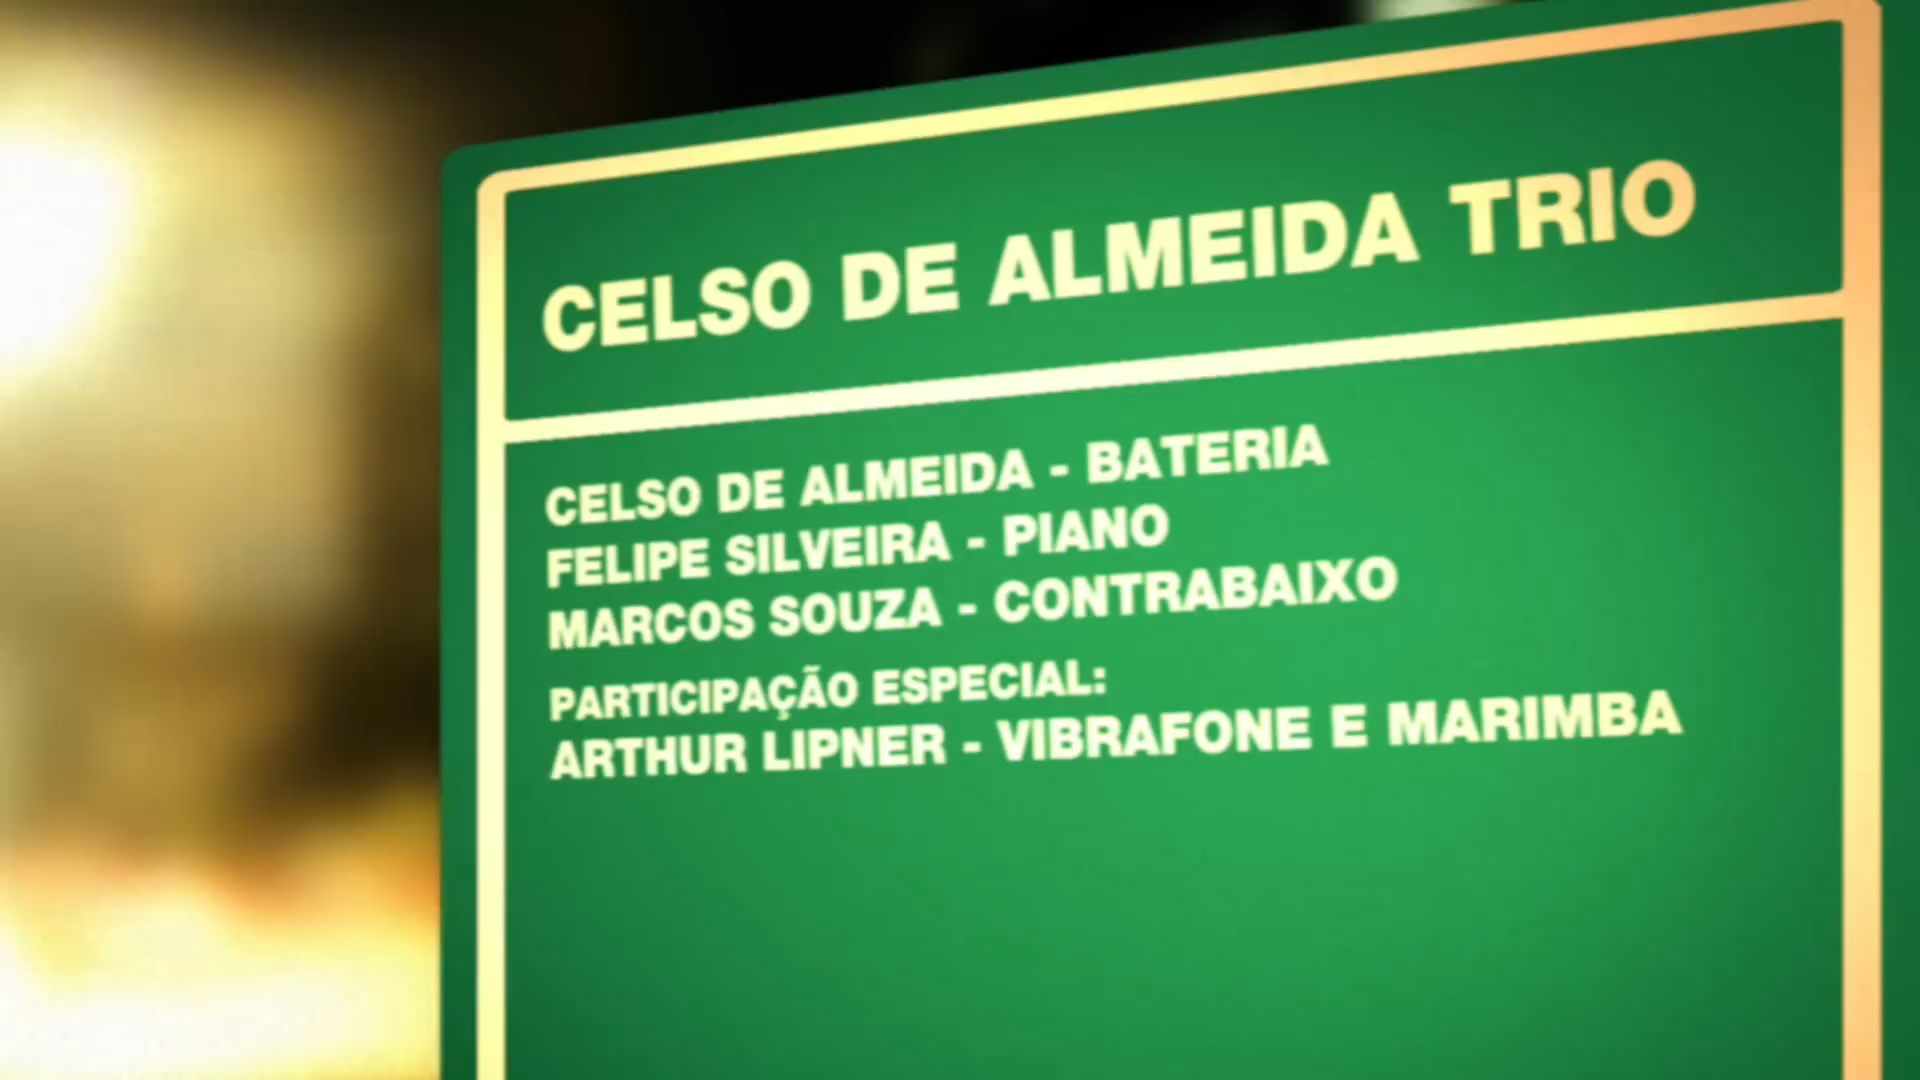 CELSO DE ALMEIDA TRIO
CELSO DE ALMEIDA - BATERIA
FELIPE SILVEIRA - PIANO
MARCOS SOUZA - CONTRABAIXO
PARTICIPAÇÃO ESPECIAL:
ARTHUR LIPNER - VIBRAFONE E MARIMBA